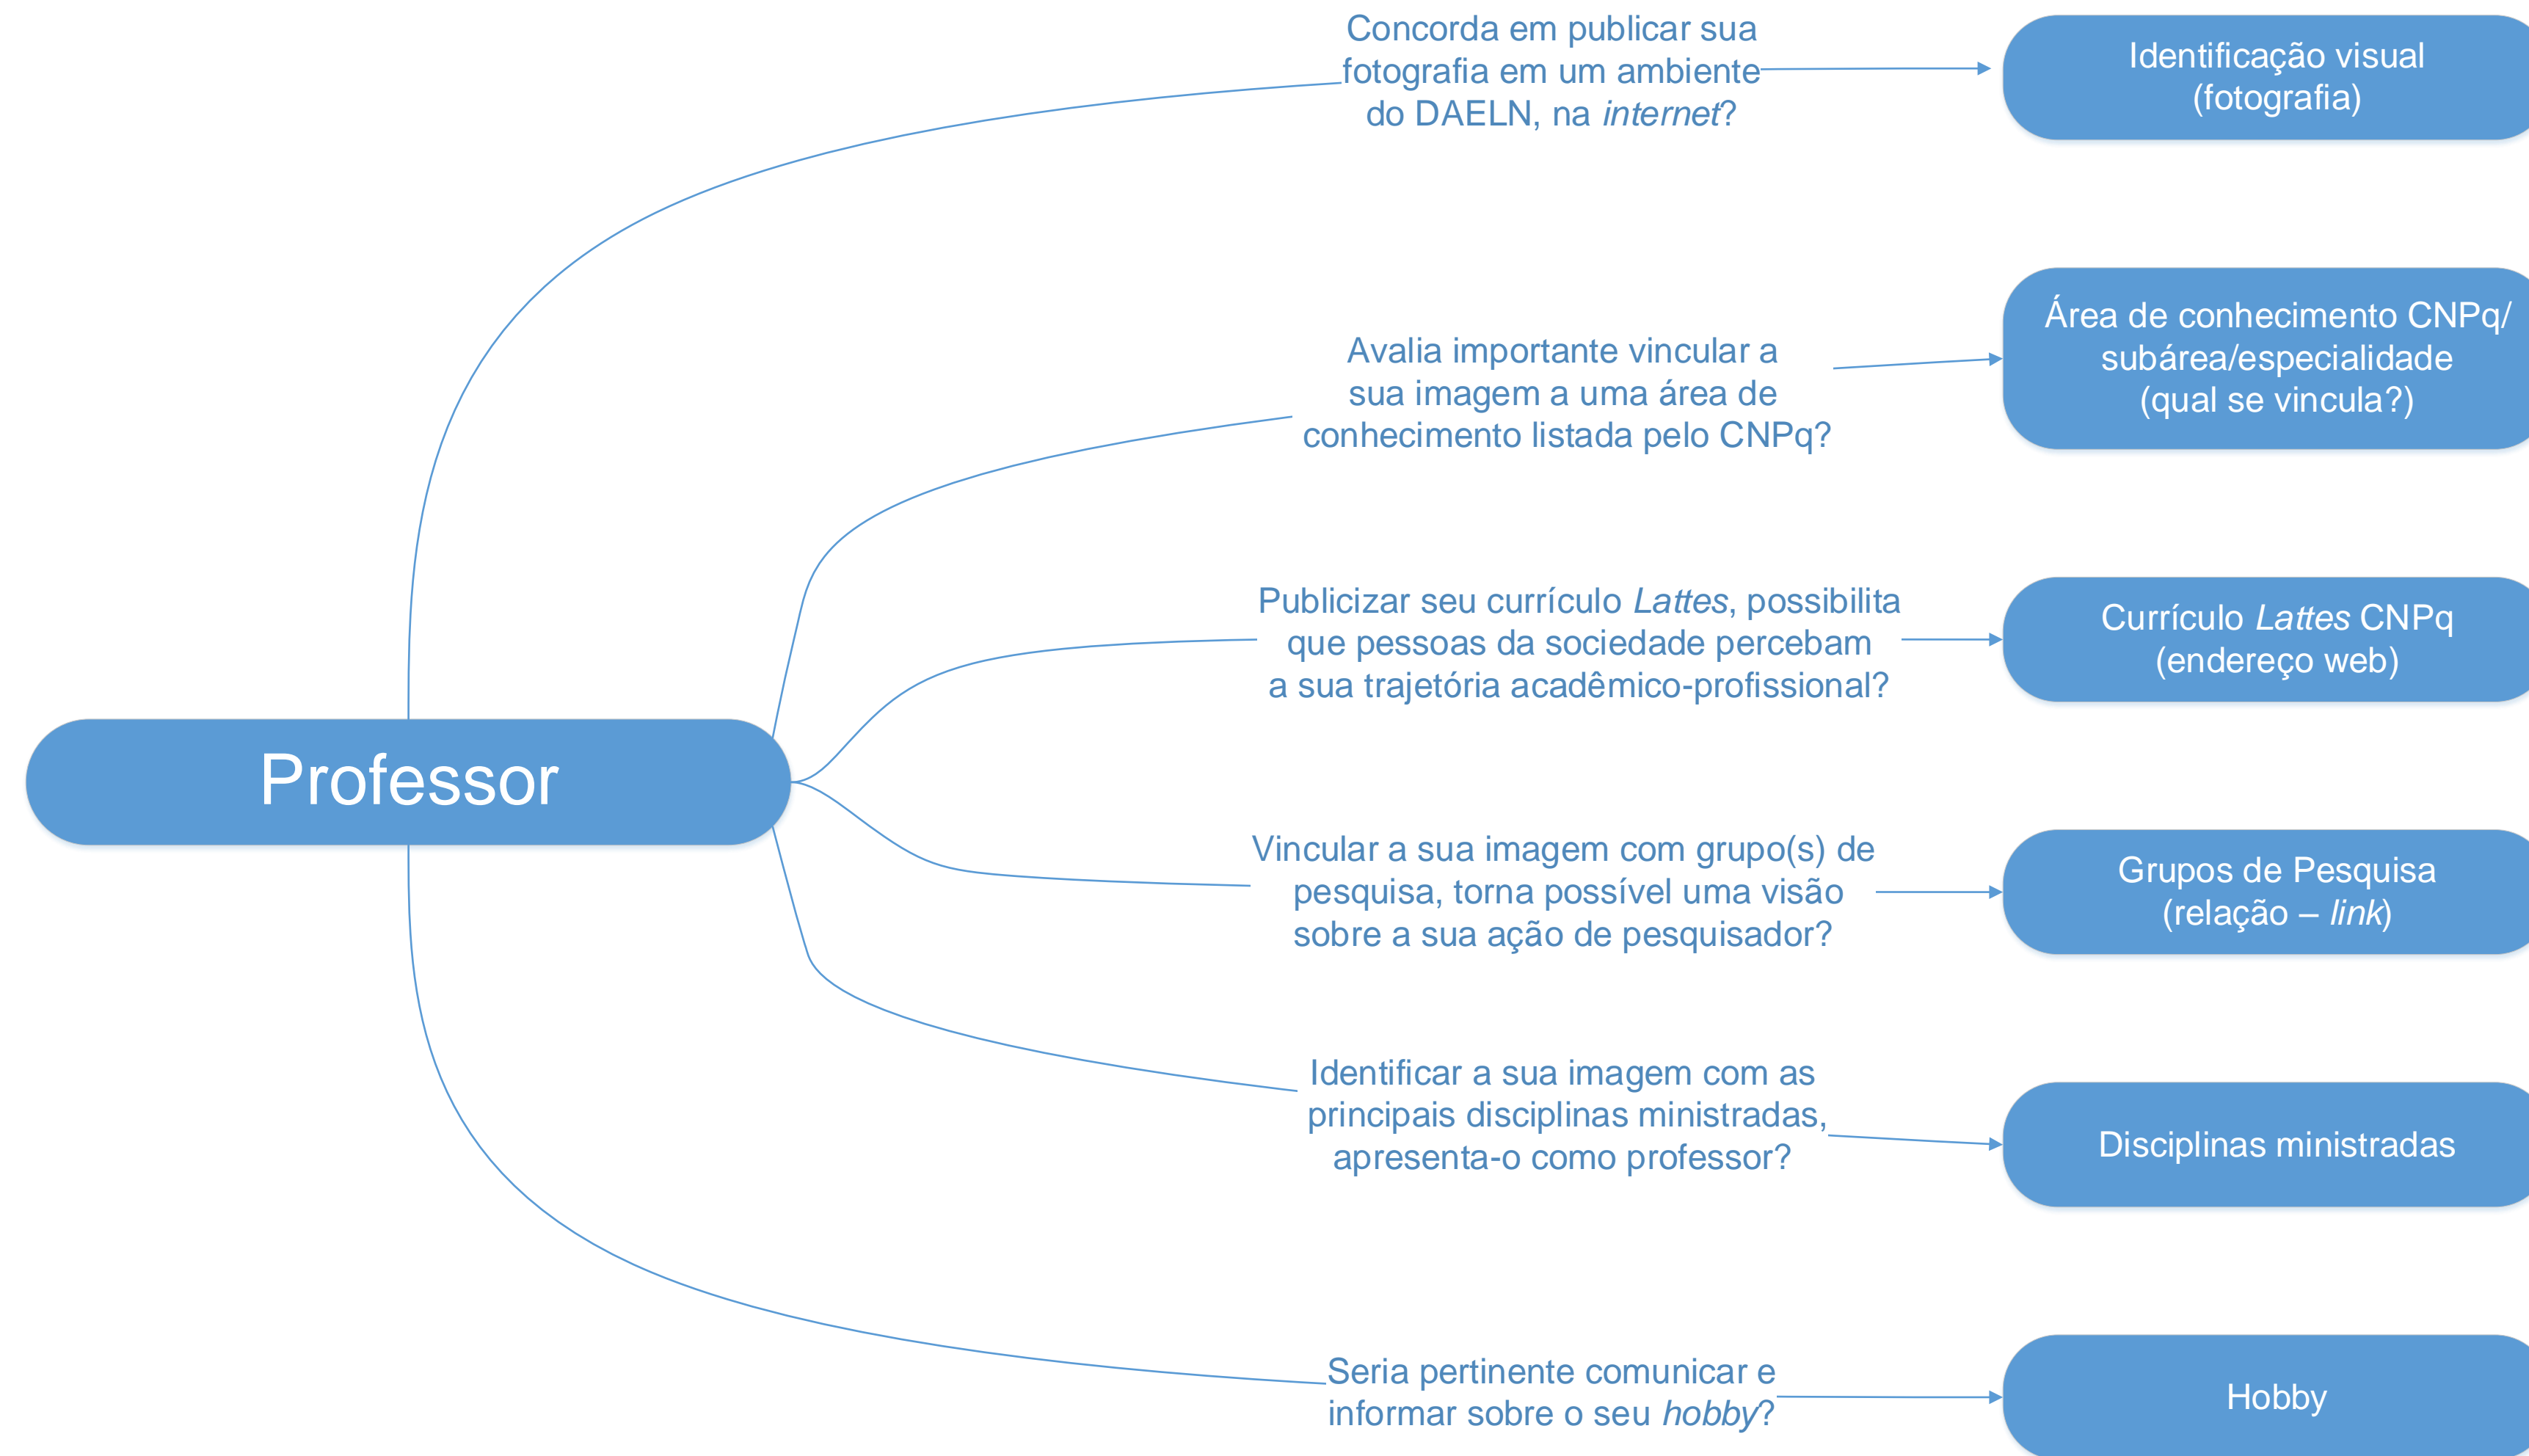 Concorda em publicar sua
fotografia em um ambiente
do DAELN, na internet?
Identificação visual
(fotografia)
Avalia importante vincular a
sua imagem a uma área de
conhecimento listada pelo CNPq?
Área de conhecimento CNPq/
subárea/especialidade
(qual se vincula?)
Publicizar seu currículo Lattes, possibilita
que pessoas da sociedade percebam
a sua trajetória acadêmico-profissional?
Currículo Lattes CNPq
(endereço web)
Professor
Vincular a sua imagem com grupo(s) de
pesquisa, torna possível uma visão
sobre a sua ação de pesquisador?
Grupos de Pesquisa
(relação – link)
Identificar a sua imagem com as
principais disciplinas ministradas,
apresenta-o como professor?
Disciplinas ministradas
Seria pertinente comunicar e
informar sobre o seu hobby?
Hobby